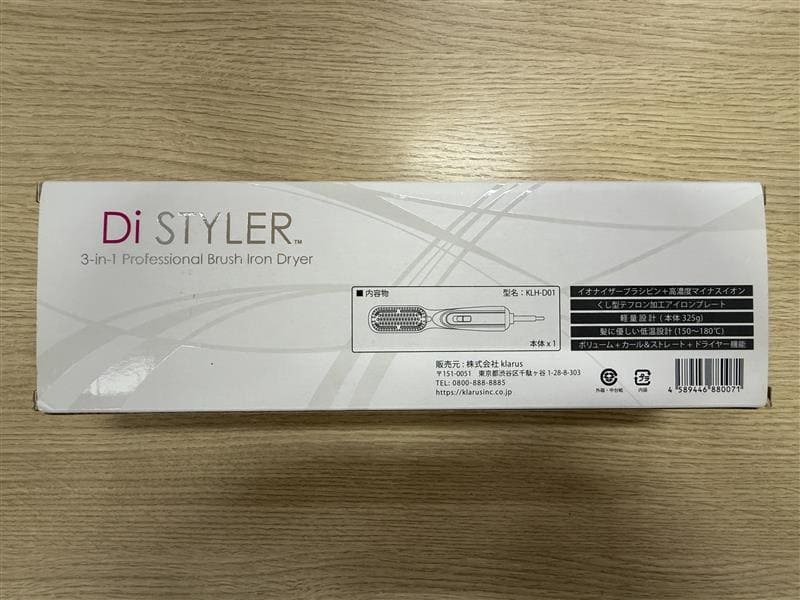 Di STYLER™
3-in-1 Professional Brush Iron Dryer
■ 内容物 型名：KLH-D01
本体 x 1
イオナイザーブラシピン＋高濃度マイナスイオン
くし型テフロン加工アイロンプレート
軽量設計（本体 325g）
髪に優しい低温設計（150〜180℃）
ボリューム＋カール＆ストレート＋ドライヤー機能
販売元：株式会社 klarus
〒151-0051 東京都渋谷区千駄ヶ谷 1-28-8-303
TEL: 0800-888-8885
https://klarusinc.co.jp
紙
外箱・中台紙
プラ
内袋
4 589446 880071